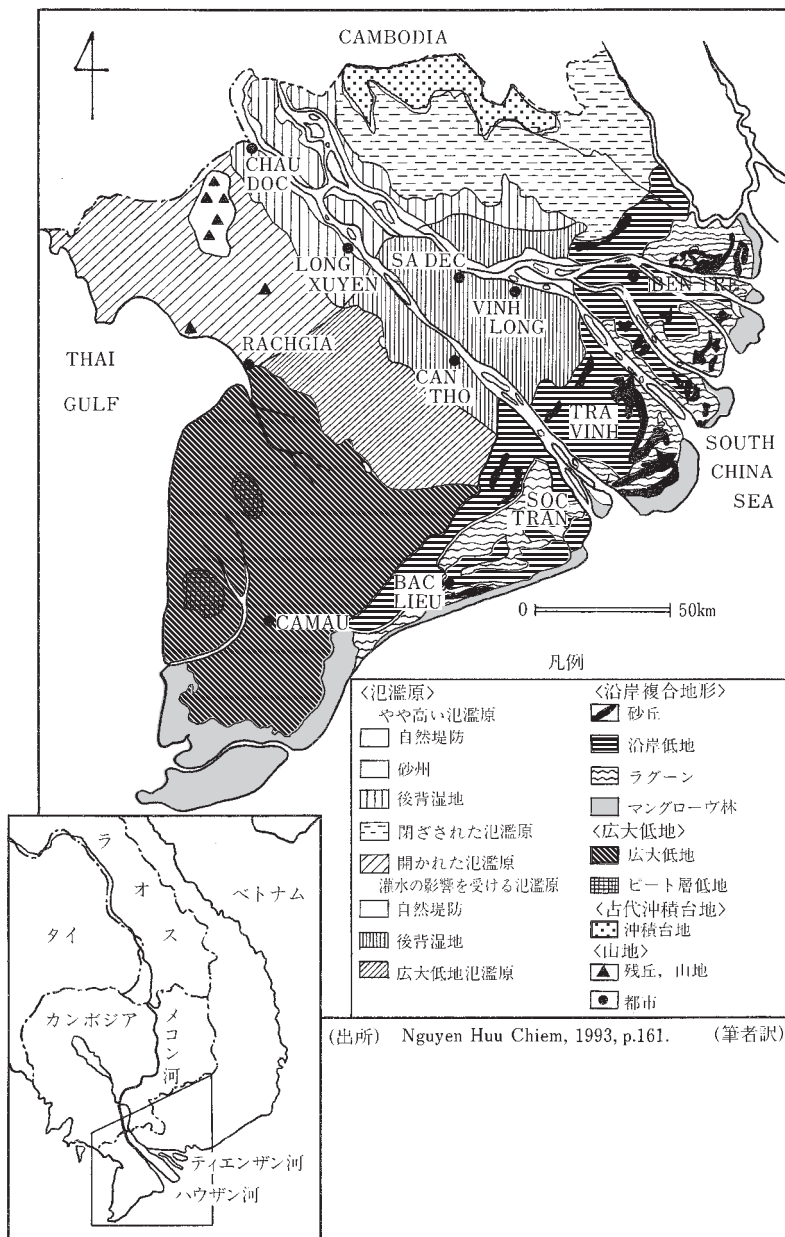 CAMBODIA
CHAU
DOC
LONG
XUYEN
SA DEC
VINH
LONG
BEN TRE
RACHGIA
THAI
GULF
CAN
THO
TRA
VINH
SOUTH
CHINA
SEA
SOC
TRAN
BAC
LIEU
CAMAU
0 50km
凡例
〈氾濫原〉
やや高い氾濫原
自然堤防
砂州
後背湿地
閉ざされた氾濫原
開かれた氾濫原
灌水の影響を受ける氾濫原
自然堤防
後背湿地
広大低地氾濫原
〈沿岸複合地形〉
砂丘
沿岸低地
ラグーン
マングローヴ林
〈広大低地〉
広大低地
ピート層低地
〈古代沖積台地〉
沖積台地
〈山地〉
残丘，山地
都市
ラオス
ベトナム
タイ
カンボジア
メコン河
ティエンザン河
ハウザン河
(出所) Nguyen Huu Chiem, 1993, p.161. (筆者訳)